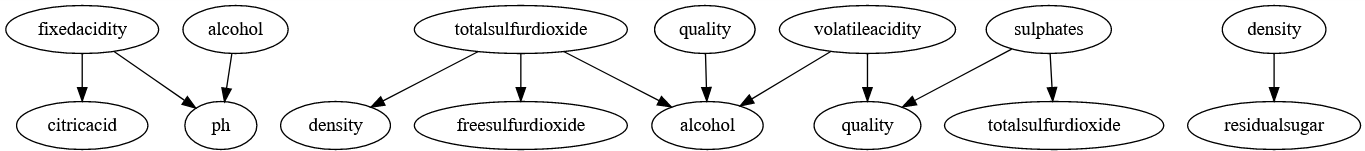 fixedacidity
alcohol
totalsulfurdioxide
quality
volatileacidity
sulphates
density
citricacid
ph
density
freesulfurdioxide
alcohol
quality
totalsulfurdioxide
residualsugar